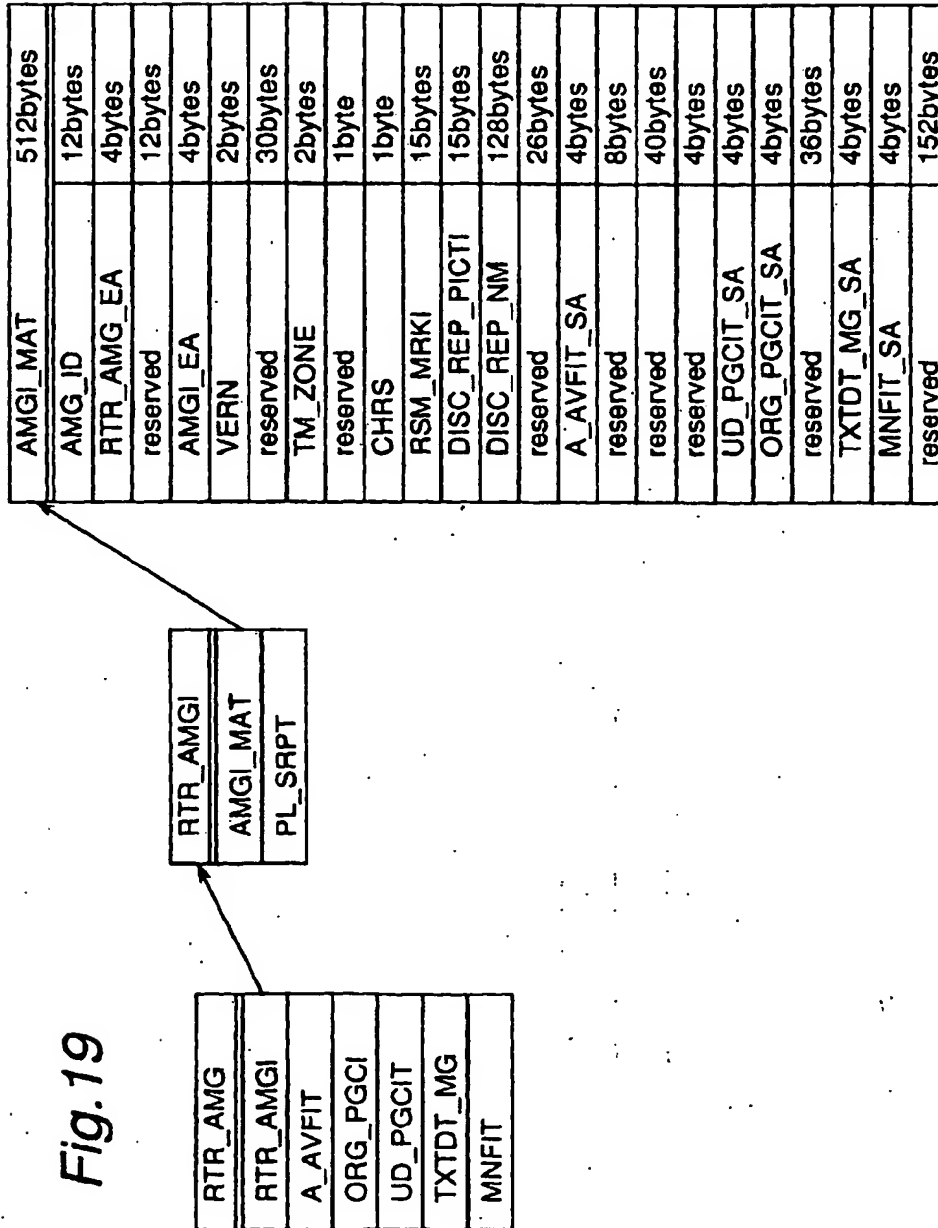 Fig.19
RTR_AMG
RTR_AMGI
A_AVFIT
ORG_PGCI
UD_PGCIT
TXTDT_MG
MNFIT
RTR_AMGI
AMGI_MAT
PL_SRPT
AMGI_MAT 512bytes
AMG_ID 12bytes
RTR_AMG_EA 4bytes
reserved 12bytes
AMGI_EA 4bytes
VERN 2bytes
reserved 30bytes
TM_ZONE 2bytes
reserved 1byte
CHRS 1byte
RSM_MRKI 15bytes
DISC_REP_PICTI 15bytes
DISC_REP_NM 128bytes
reserved 26bytes
A_AVFIT_SA 4bytes
reserved 8bytes
reserved 40bytes
reserved 4bytes
UD_PGCIT_SA 4bytes
ORG_PGCIT_SA 4bytes
reserved 36bytes
TXTDT_MG_SA 4bytes
MNFIT_SA 4bytes
reserved 152bytes